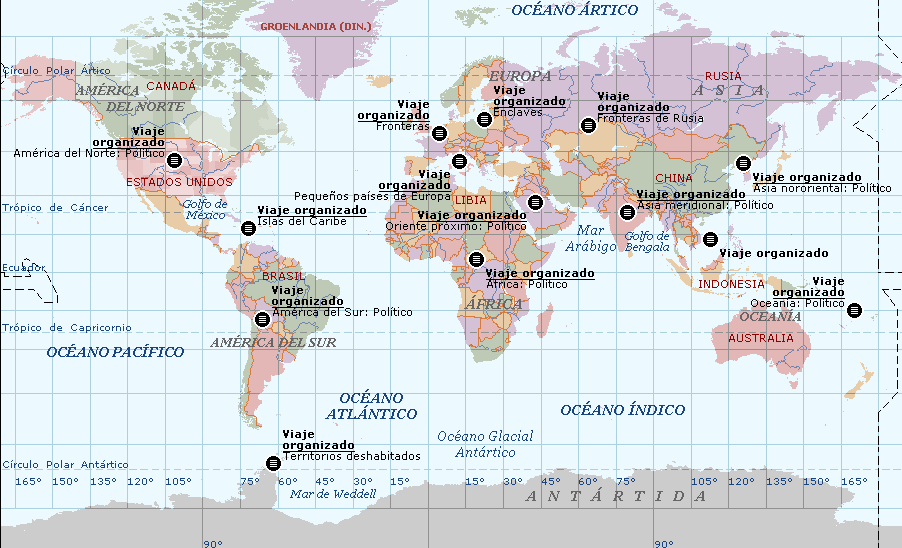 OCÉANO ÁRTICO
GROENLANDIA (DIN.)
Círculo Polar Ártico
CANADÁ
AMÉRICA
DEL NORTE
EUROPA
RUSIA
A S I A
Viaje
organizado
Fronteras
Viaje
organizado
Enclaves
Viaje
organizado
Fronteras de Rusia
Viaje
organizado
América del Norte: Político
ESTADOS UNIDOS
Viaje
organizado
Pequeños países de Europa
CHINA
Viaje organizado
Asia nororiental: Político
Viaje organizado
Asia meridional: Político
LIBIA
Viaje organizado
Oriente próximo: Político
Trópico de Cáncer
Golfo de
México
Viaje organizado
Islas del Caribe
Mar
Arábigo
Golfo de
Bengala
Viaje organizado
Ecuador
BRASIL
Viaje organizado
África: Político
INDONESIA
Viaje
organizado
Oceanía: Político
OCEANÍA
Viaje
organizado
América del Sur: Político
ÁFRICA
Trópico de Capricornio
AMÉRICA DEL SUR
AUSTRALIA
OCÉANO PACÍFICO
OCÉANO
ATLÁNTICO
OCÉANO ÍNDICO
Viaje
organizado
Territorios deshabitados
Océano Glacial
Antártico
Círculo Polar Antártico
165° 150° 135° 120° 105° 75° 60° 45° 30° 15° 15° 30° 45° 60° 75° 105° 120° 135° 150° 165°
Mar de Weddell
A N T Á R T I D A
90° 90°